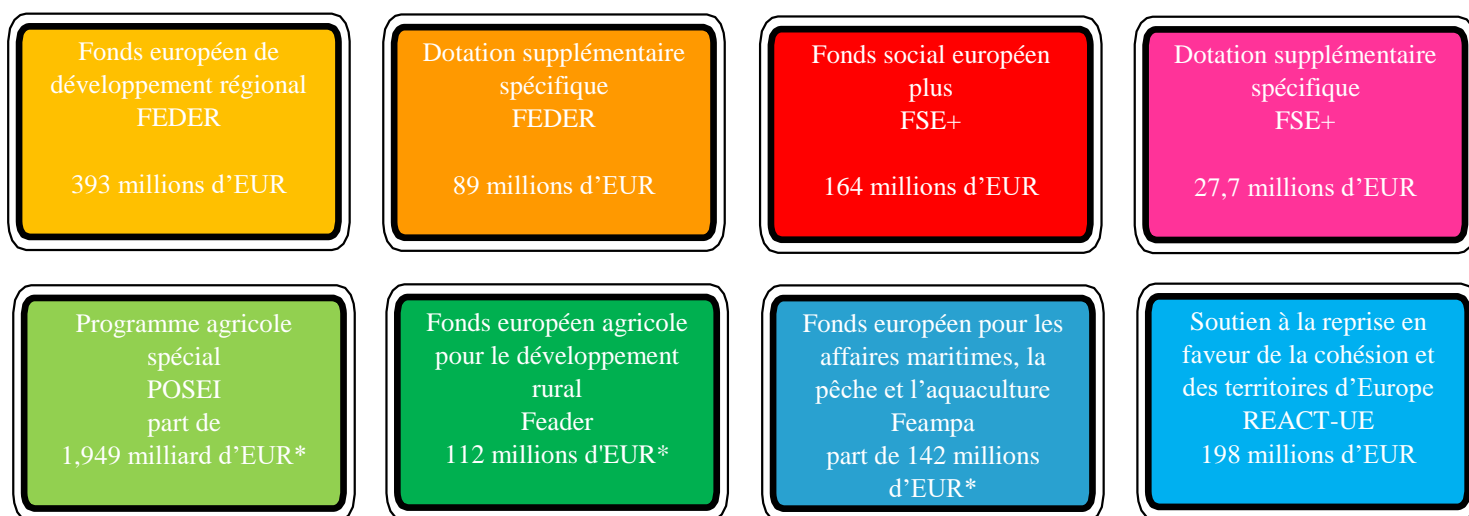 Fonds européen de
développement régional
FEDER
393 millions d’EUR
Dotation supplémentaire
spécifique
FEDER
89 millions d’EUR
Fonds social européen
plus
FSE+
164 millions d’EUR
Dotation supplémentaire
spécifique
FSE+
27,7 millions d’EUR
Programme agricole
spécial
POSEI
part de
1,949 milliard d’EUR*
Fonds européen agricole
pour le développement
rural
Feader
112 millions d'EUR*
Fonds européen pour les
affaires maritimes, la
pêche et l’aquaculture
Feampa
part de 142 millions
d’EUR*
Soutien à la reprise en
faveur de la cohésion et
des territoires d’Europe
REACT-UE
198 millions d’EUR